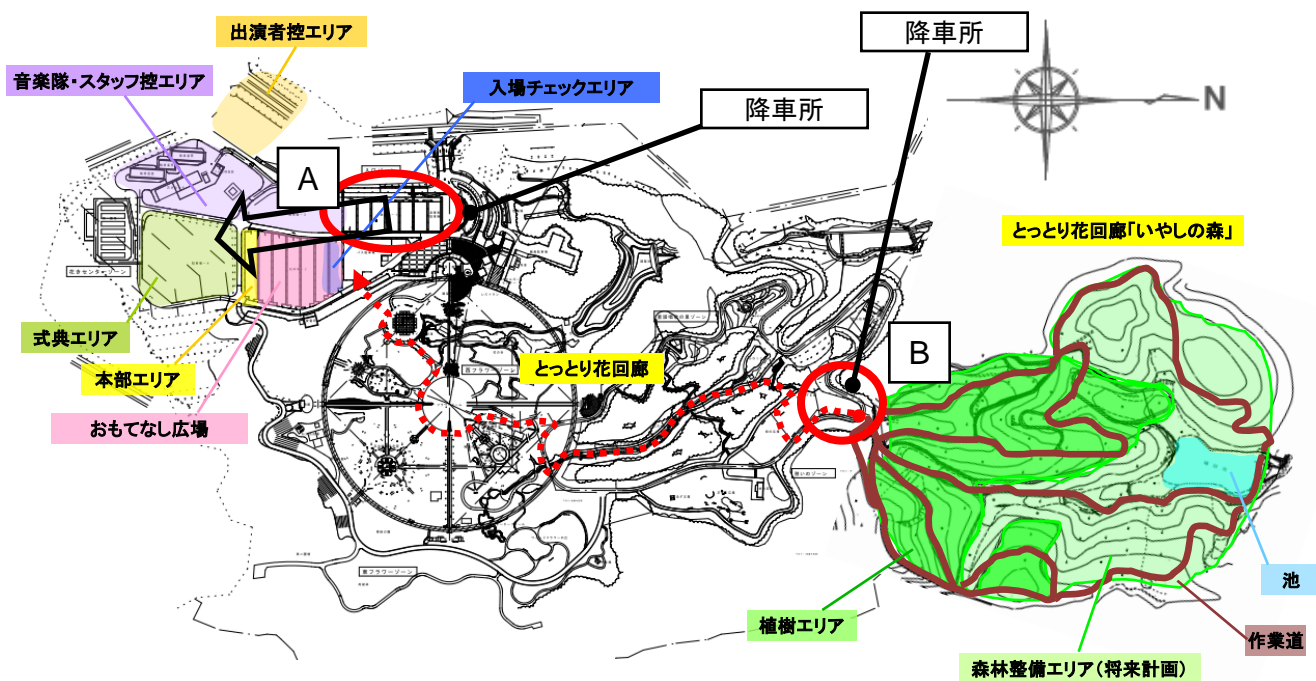 出演者控エリア
降車所
音楽隊・スタッフ控エリア
入場チェックエリア
降車所
N
A
とっとり花回廊「いやしの森」
式典エリア
B
とっとり花回廊
本部エリア
おもてなし広場
池
植樹エリア
作業道
森林整備エリア(将来計画)